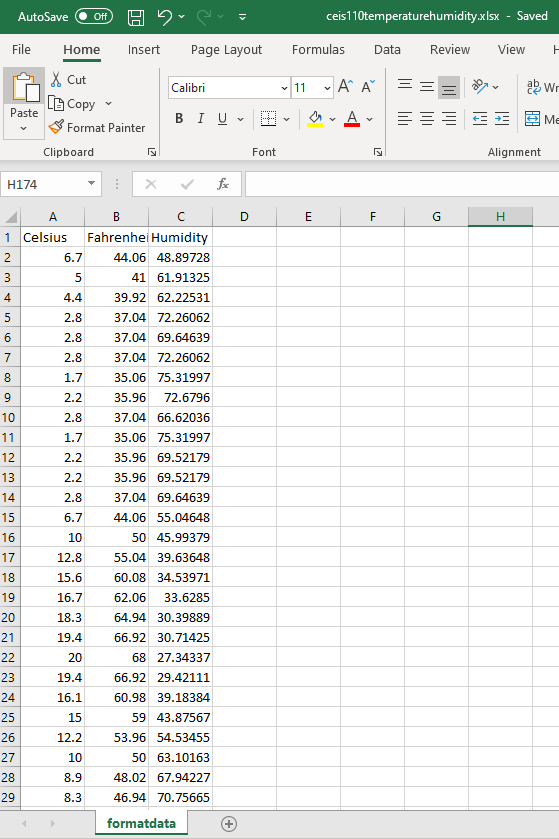 AutoSave Off ceis110temperaturehumidity.xlsx - Saved
File Home Insert Page Layout Formulas Data Review View
Paste Cut Calibri 11 A^ A˅ ab Wr
Copy
Format Painter B I U A Me
Clipboard Font Alignment
H174 fx
A B C D E F G H
1 Celsius Fahrenhei Humidity
2 6.7 44.06 48.89728
3 5 41 61.91325
4 4.4 39.92 62.22531
5 2.8 37.04 72.26062
6 2.8 37.04 69.64639
7 2.8 37.04 72.26062
8 1.7 35.06 75.31997
9 2.2 35.96 72.6796
10 2.8 37.04 66.62036
11 1.7 35.06 75.31997
12 2.2 35.96 69.52179
13 2.2 35.96 69.52179
14 2.8 37.04 69.64639
15 6.7 44.06 55.04648
16 10 50 45.99379
17 12.8 55.04 39.63648
18 15.6 60.08 34.53971
19 16.7 62.06 33.6285
20 18.3 64.94 30.39889
21 19.4 66.92 30.71425
22 20 68 27.34337
23 19.4 66.92 29.42111
24 16.1 60.98 39.18384
25 15 59 43.87567
26 12.2 53.96 54.53455
27 10 50 63.10163
28 8.9 48.02 67.94227
29 8.3 46.94 70.75665
formatdata